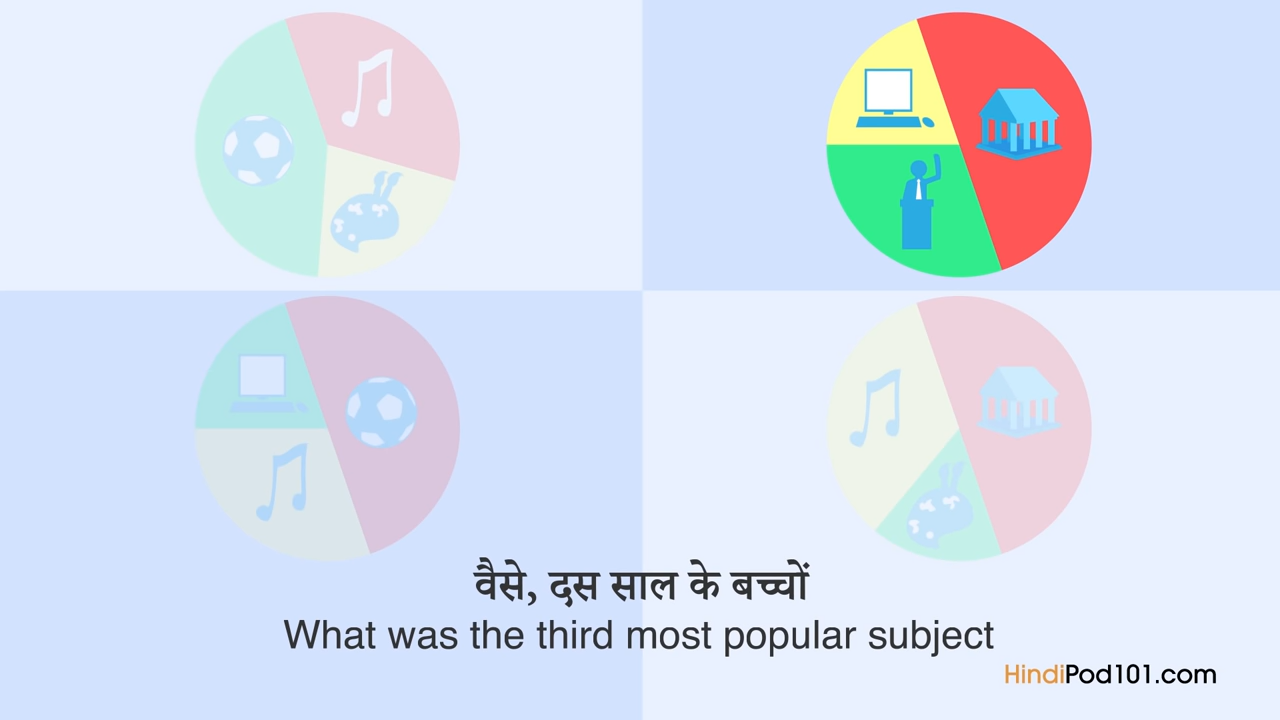 वैसे, दस साल के बच्चों
What was the third most popular subject
HindiPod101.com